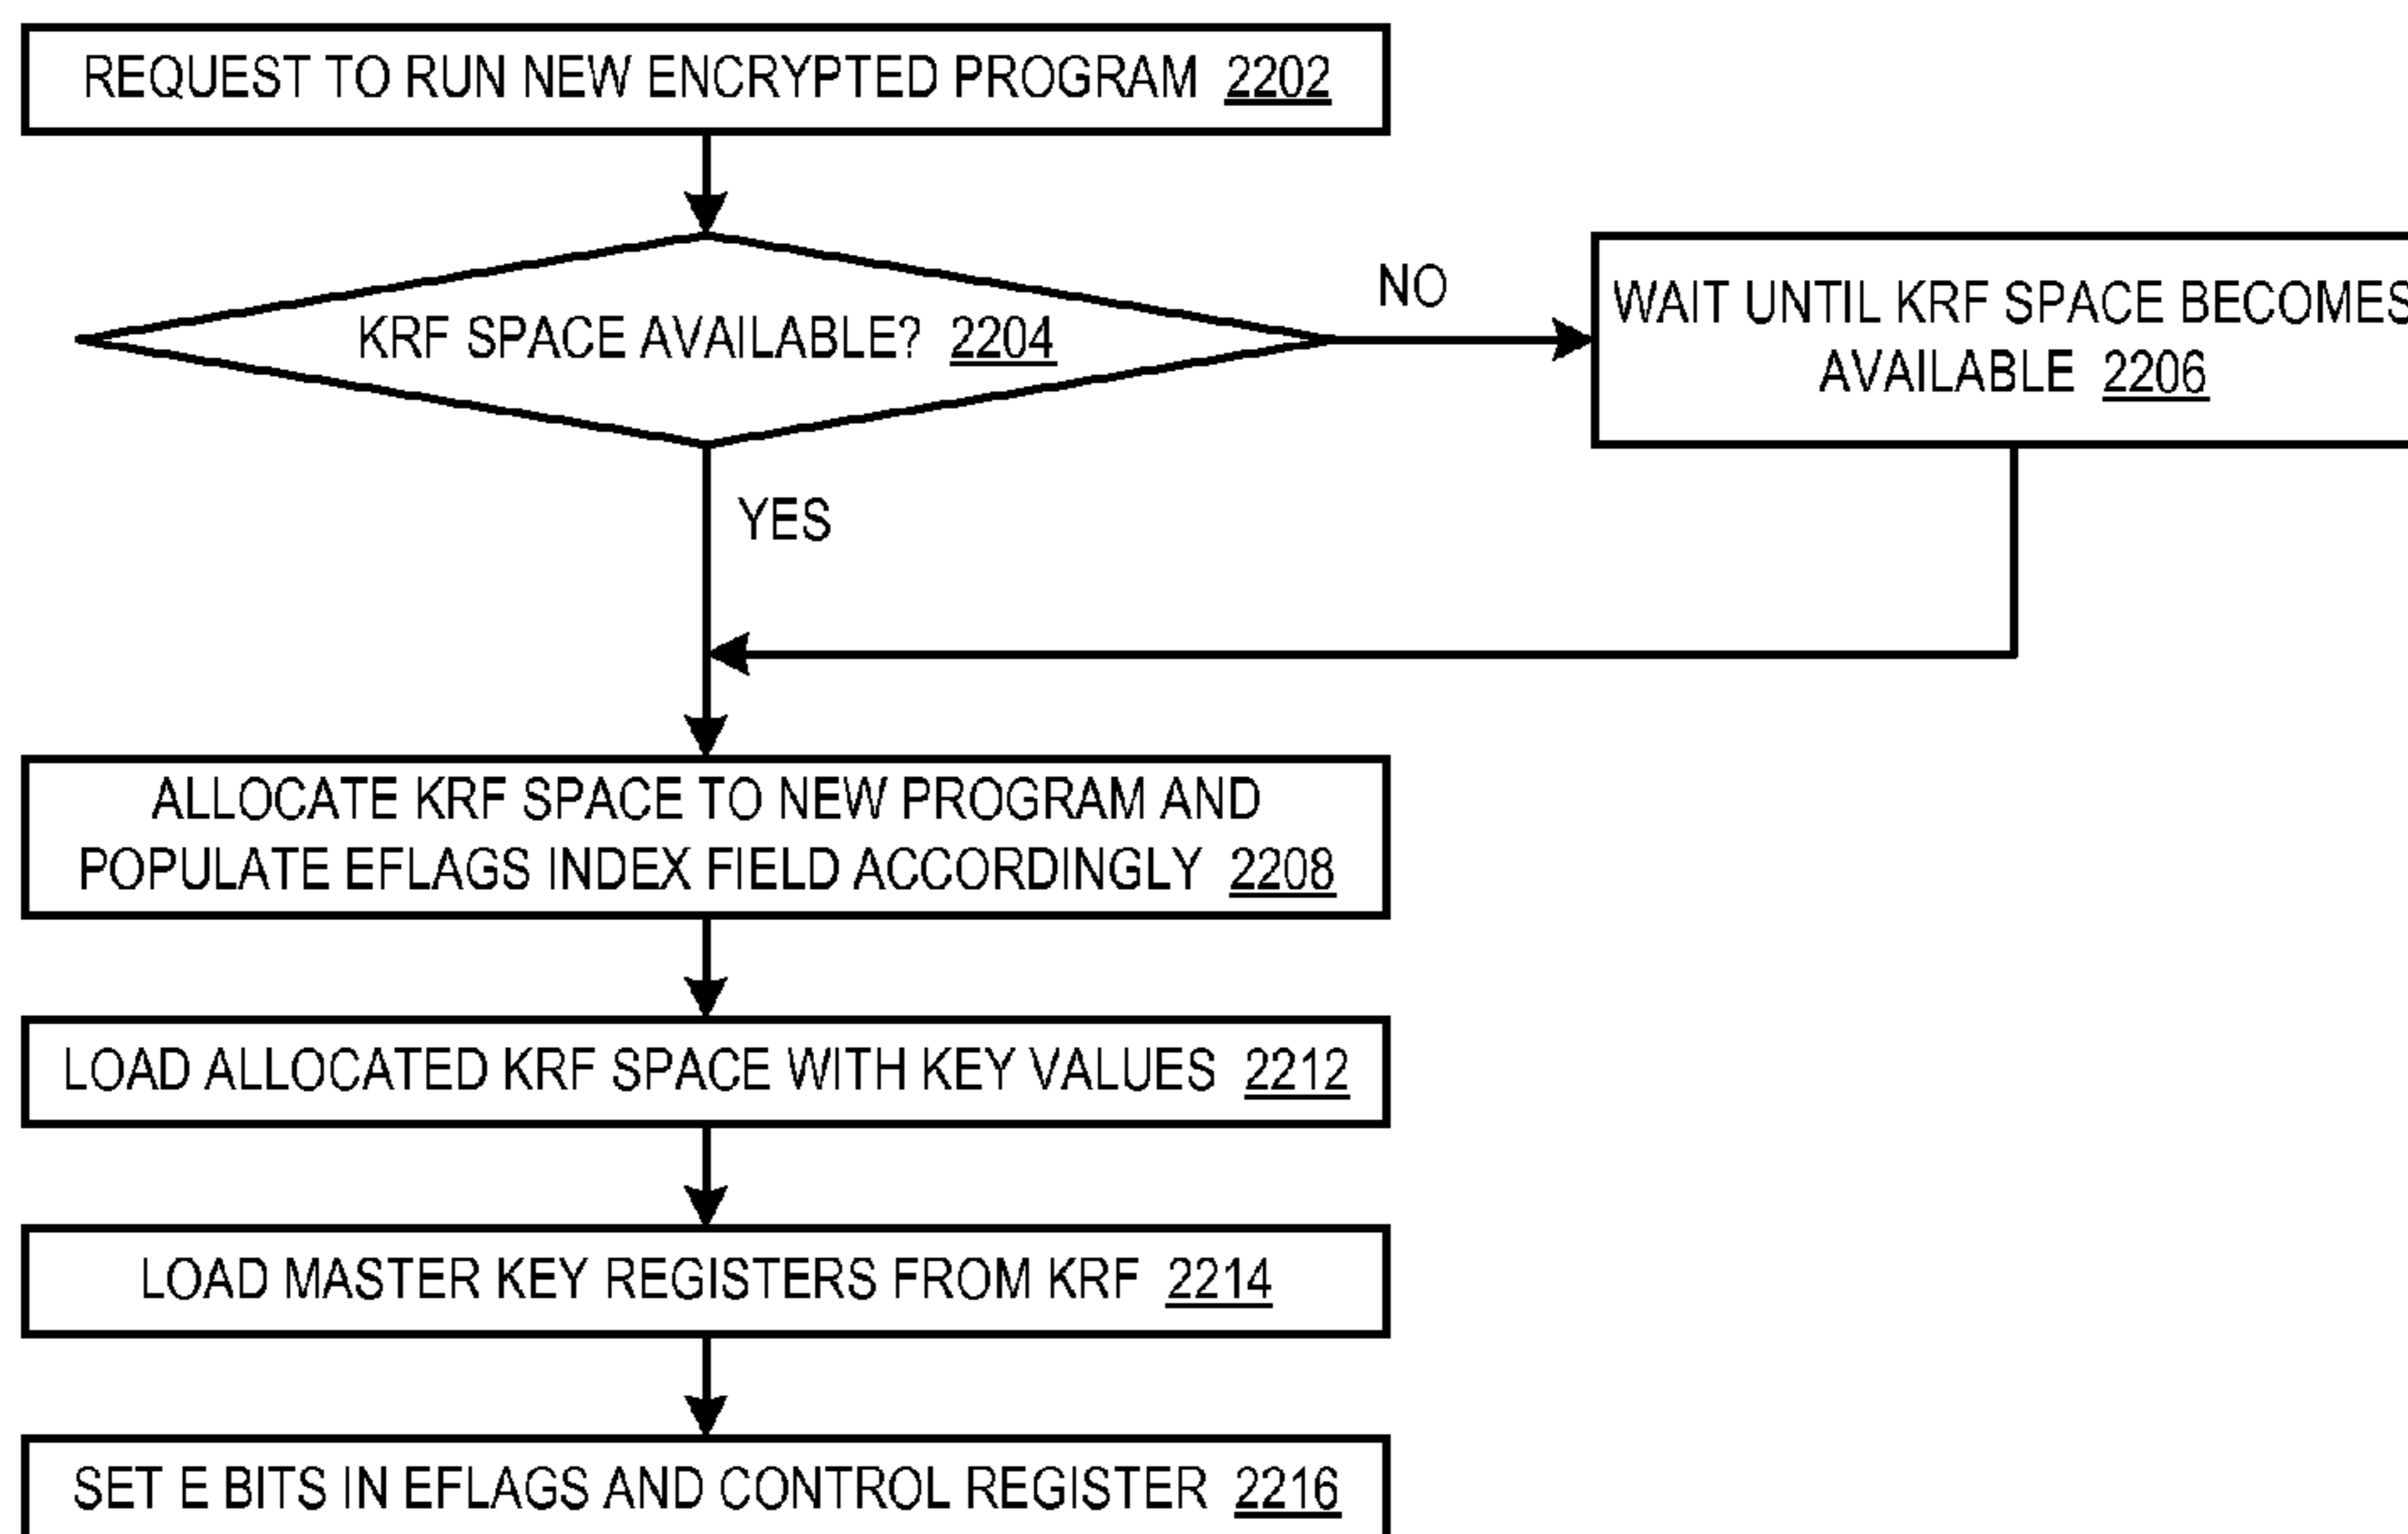 REQUEST TO RUN NEW ENCRYPTED PROGRAM 2202
KRF SPACE AVAILABLE? 2204
NO
WAIT UNTIL KRF SPACE BECOMES
AVAILABLE 2206
YES
ALLOCATE KRF SPACE TO NEW PROGRAM AND
POPULATE EFLAGS INDEX FIELD ACCORDINGLY 2208
LOAD ALLOCATED KRF SPACE WITH KEY VALUES 2212
LOAD MASTER KEY REGISTERS FROM KRF 2214
SET E BITS IN EFLAGS AND CONTROL REGISTER 2216